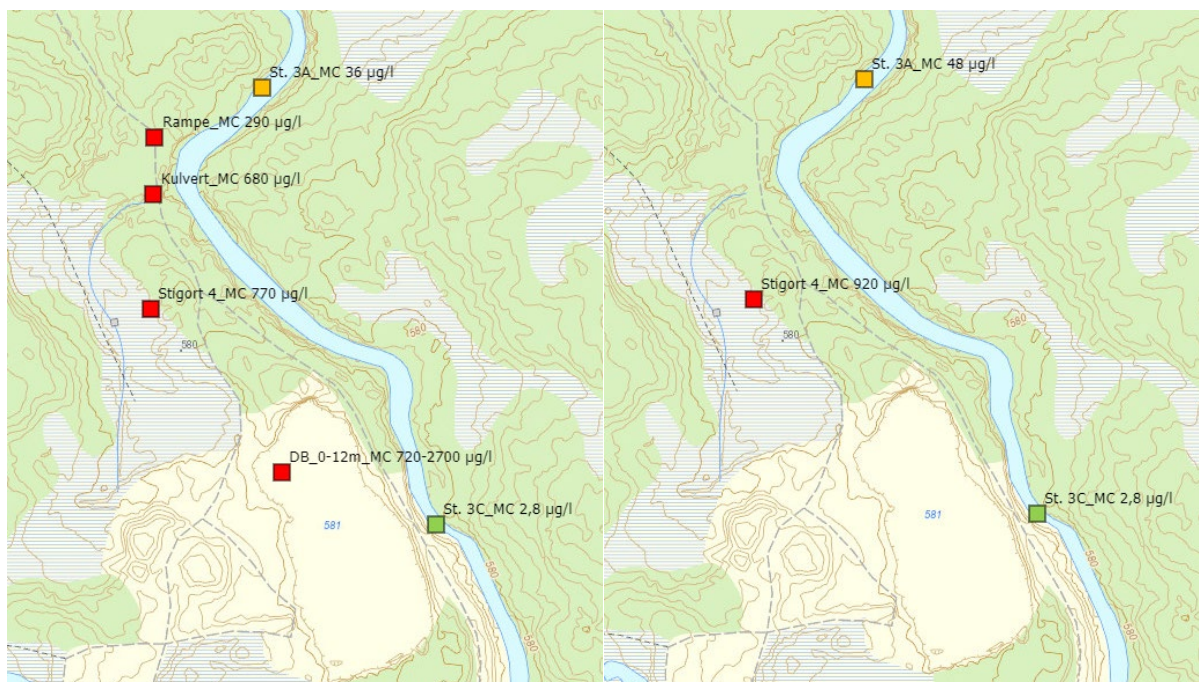 St. 3A_MC 36 µg/l
Rampe_MC 290 µg/l
Kulvert_MC 680 µg/l
Stigort 4_MC 770 µg/l
1580
580
DB_0-12m_MC 720-2700 µg/l
St. 3C_MC 2,8 µg/l
581
580
St. 3A_MC 48 µg/l
Stigort 4_MC 920 µg/l
1580
580
St. 3C_MC 2,8 µg/l
581
580